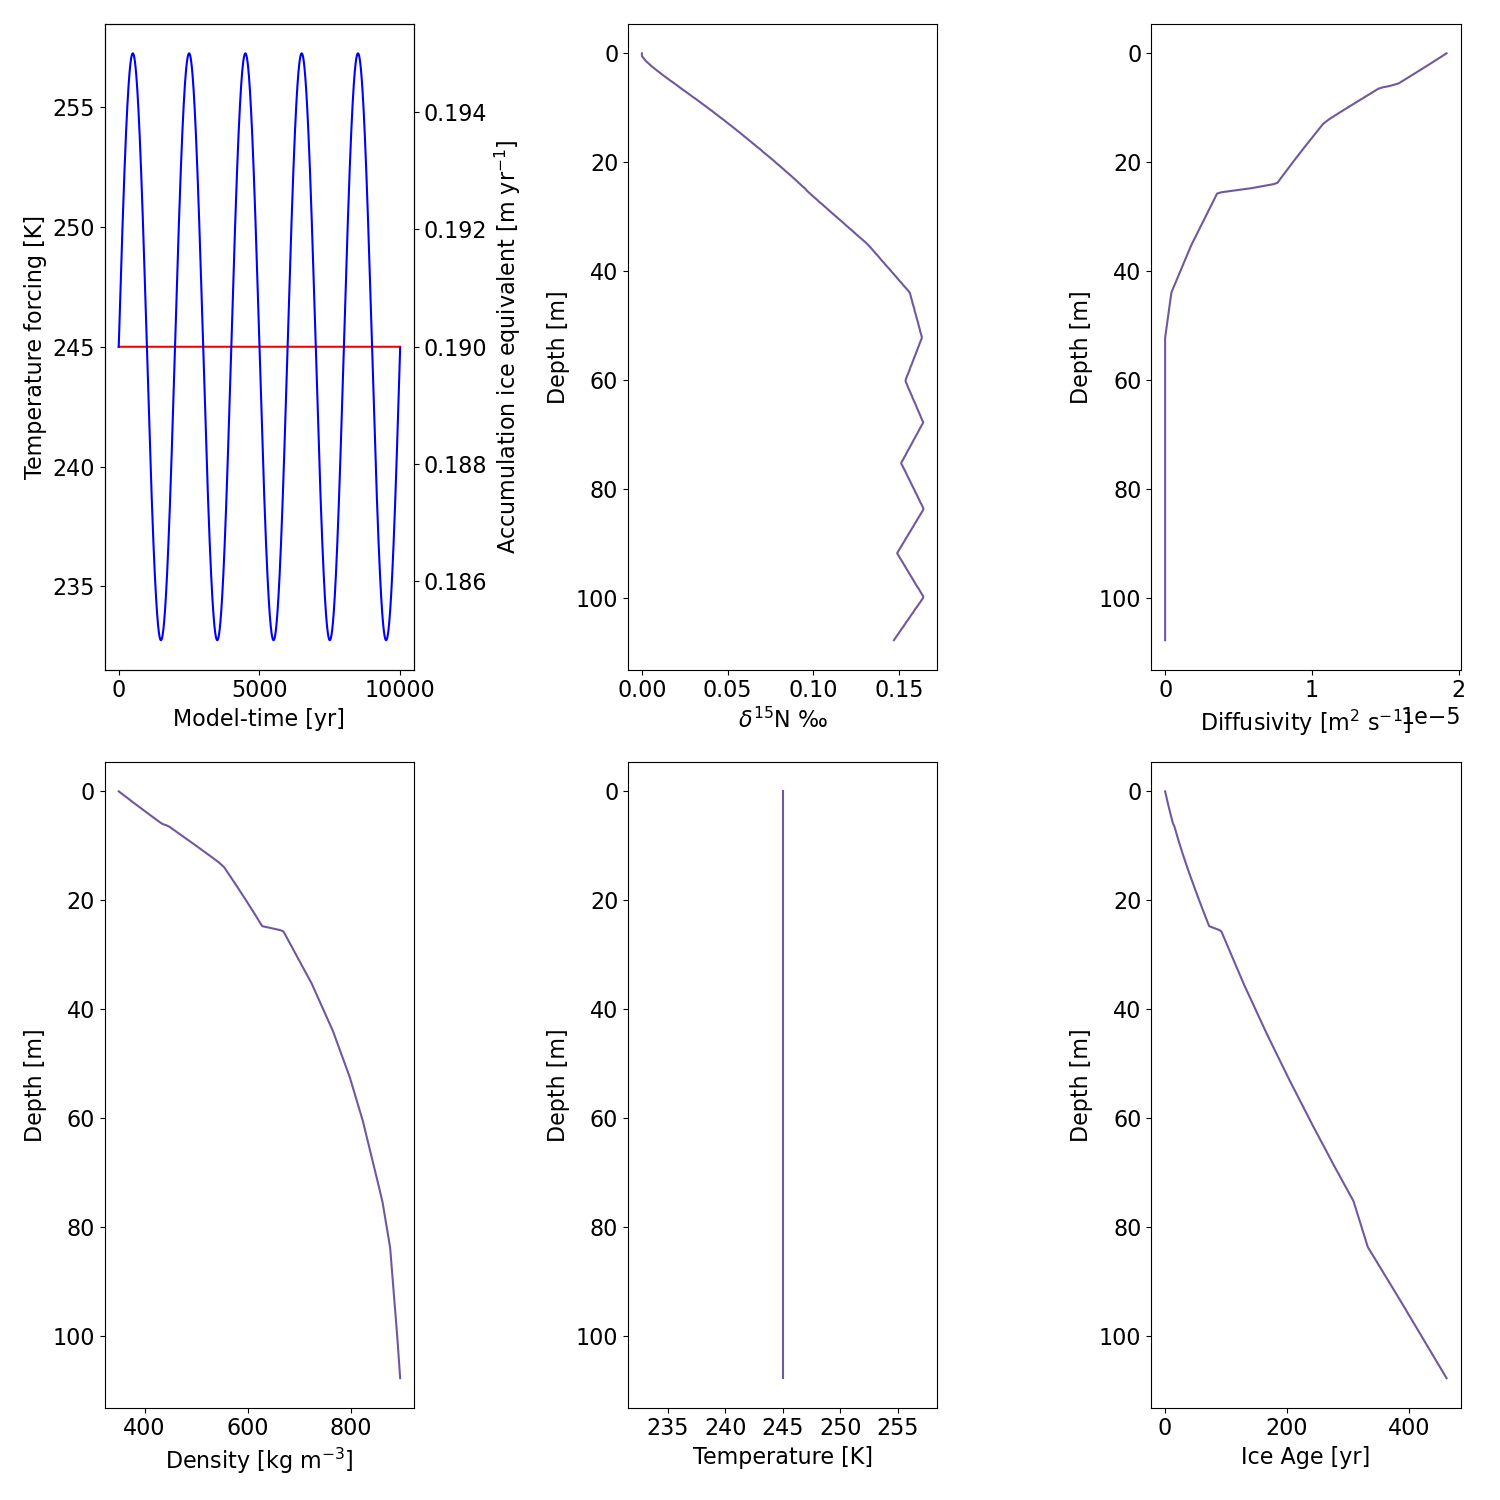 255
250
245
240
235
Temperature forcing [K]
0 5000 10000
Model-time [yr]
0.194
0.192
0.190
0.188
0.186
Accumulation ice equivalent [m yr⁻¹]
0
20
40
60
80
100
Depth [m]
0.00 0.05 0.10 0.15
δ¹⁵N ‰
0
20
40
60
80
100
Depth [m]
0 1 2
Diffusivity [m² s⁻¹]
1e−5
0
20
40
60
80
100
Depth [m]
400 600 800
Density [kg m⁻³]
0
20
40
60
80
100
Depth [m]
235 240 245 250 255
Temperature [K]
0
20
40
60
80
100
Depth [m]
0 200 400
Ice Age [yr]